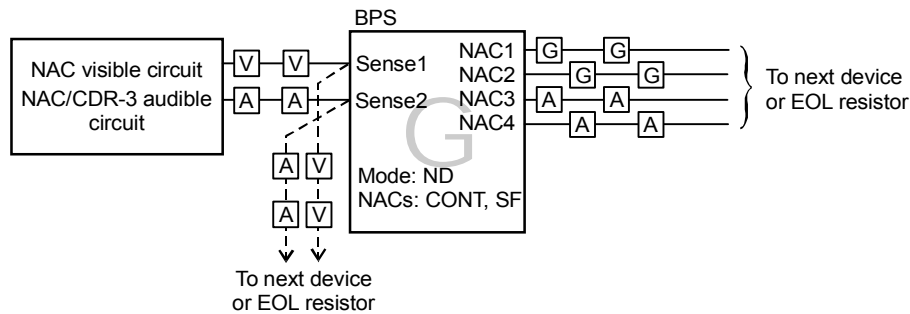 BPS
NAC visible circuit
NAC/CDR-3 audible
circuit
V V
A A
Sense1
Sense2
NAC1
NAC2
NAC3
NAC4
G G
G G
A A
A A
G
Mode: ND
NACs: CONT, SF
To next device
or EOL resistor
A V
A V
To next device
or EOL resistor